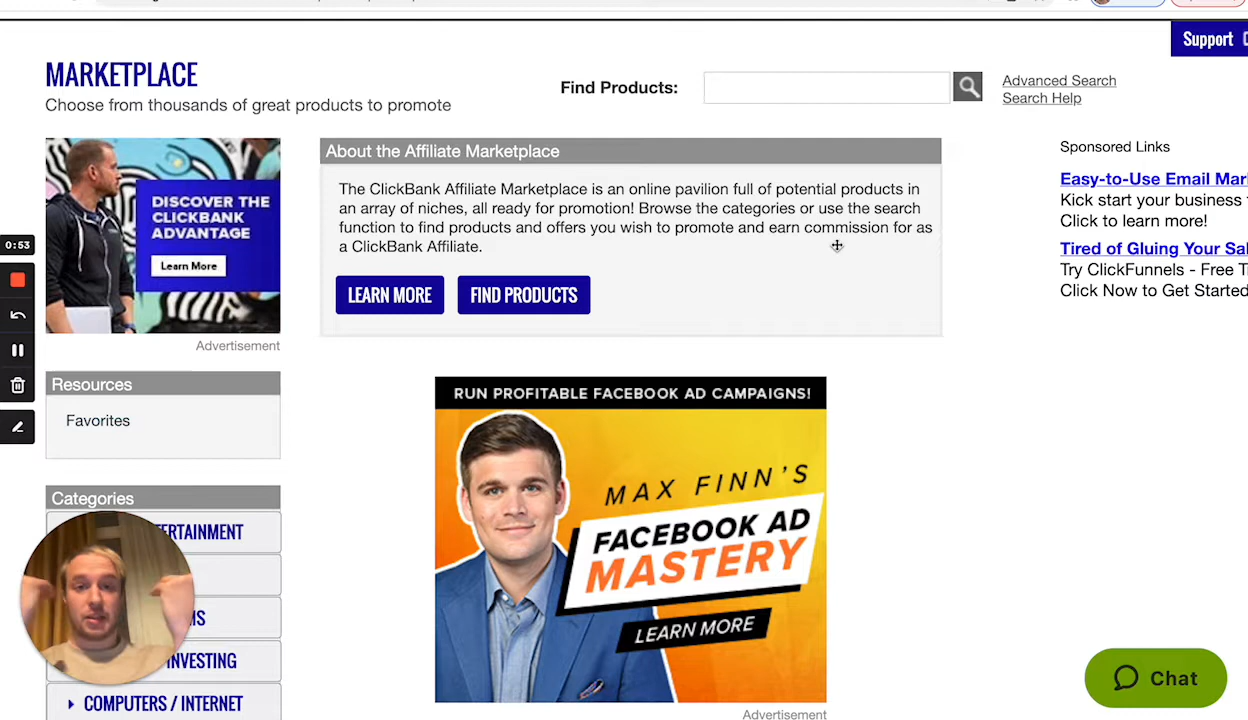 Support
MARKETPLACE
Choose from thousands of great products to promote
Find Products:
Advanced Search
Search Help
DISCOVER THE
CLICKBANK
ADVANTAGE
Learn More
Advertisement
About the Affiliate Marketplace
The ClickBank Affiliate Marketplace is an online pavilion full of potential products in
an array of niches, all ready for promotion! Browse the categories or use the search
function to find products and offers you wish to promote and earn commission for as
a ClickBank Affiliate.
LEARN MORE
FIND PRODUCTS
Sponsored Links
Easy-to-Use Email Mar
Kick start your business
Click to learn more!
Tired of Gluing Your Sal
Try ClickFunnels - Free T
Click Now to Get Started
0:53
Resources
Favorites
Categories
ERTAINMENT
MS
INVESTING
COMPUTERS / INTERNET
RUN PROFITABLE FACEBOOK AD CAMPAIGNS!
MAX FINN'S
FACEBOOK AD
MASTERY
LEARN MORE
Advertisement
Chat